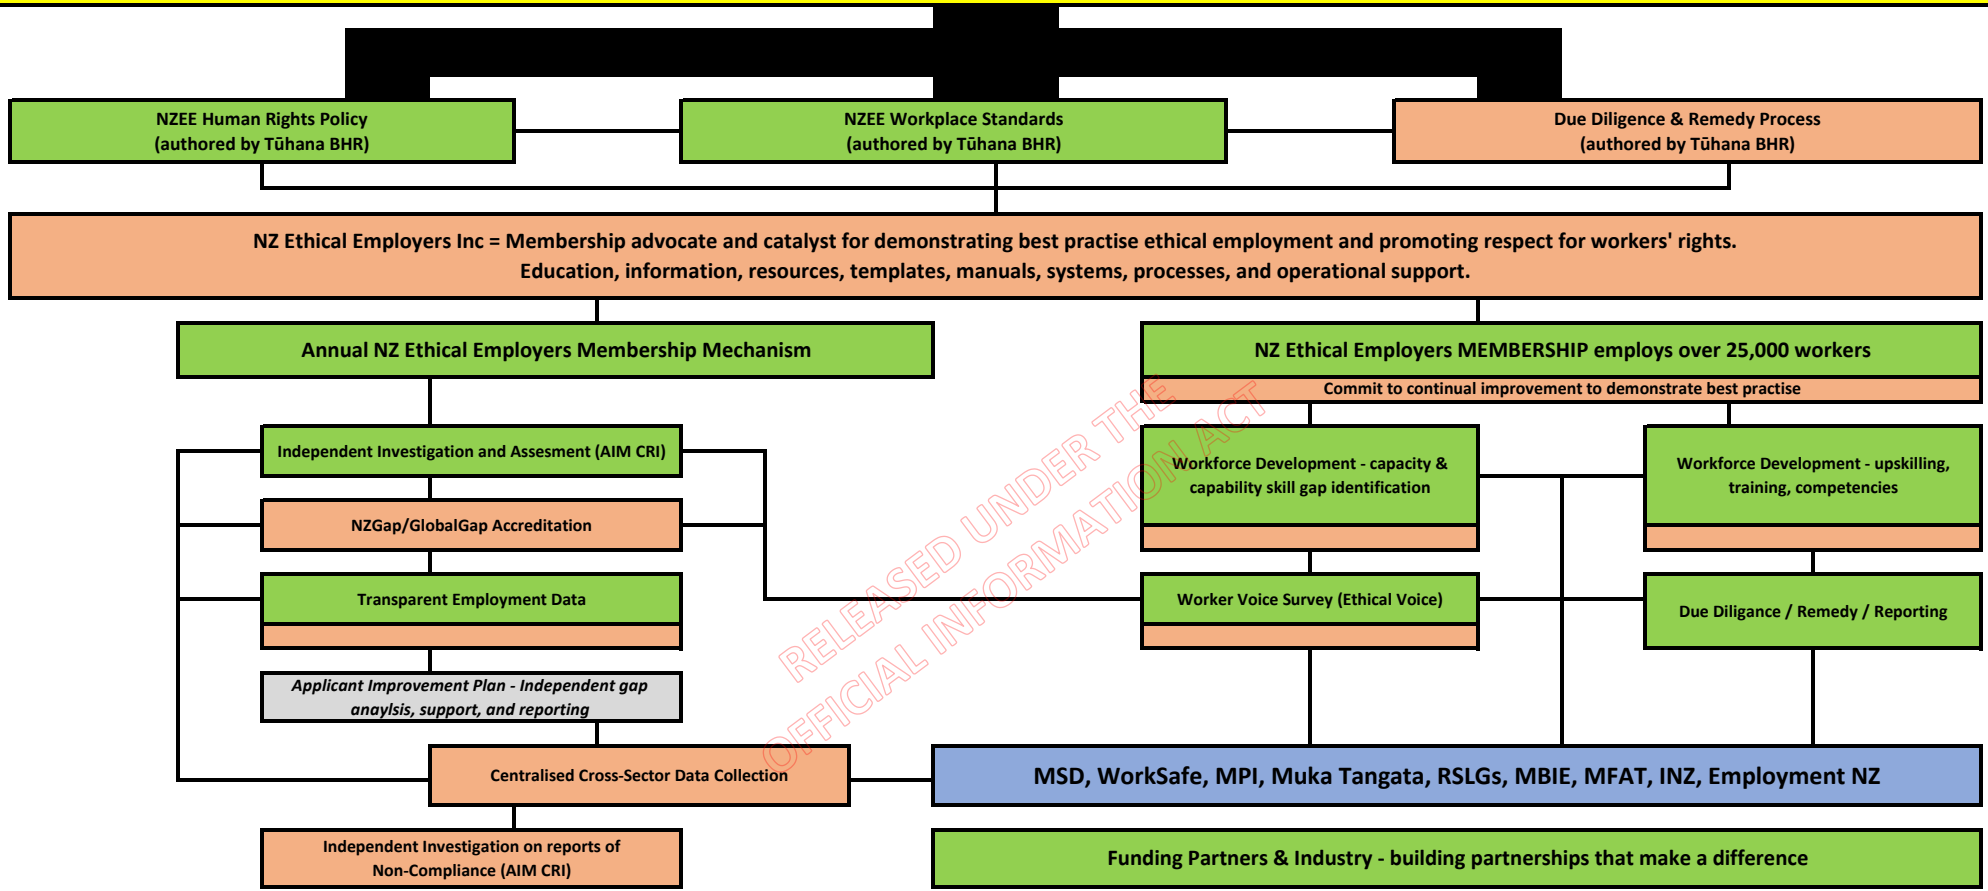 NZEE Human Rights Policy
(authored by Tūhana BHR)
NZEE Workplace Standards
(authored by Tūhana BHR)
Due Diligence & Remedy Process
(authored by Tūhana BHR)
NZ Ethical Employers Inc = Membership advocate and catalyst for demonstrating best practise ethical employment and promoting respect for workers' rights.
Education, information, resources, templates, manuals, systems, processes, and operational support.
Annual NZ Ethical Employers Membership Mechanism
NZ Ethical Employers MEMBERSHIP employs over 25,000 workers
Commit to continual improvement to demonstrate best practise
Independent Investigation and Assesment (AIM CRI)
Workforce Development - capacity &
capability skill gap identification
Workforce Development - upskilling,
training, competencies
NZGap/GlobalGap Accreditation
Transparent Employment Data
Worker Voice Survey (Ethical Voice)
Due Diligance / Remedy / Reporting
Applicant Improvement Plan - Independent gap
anaylsis, support, and reporting
Centralised Cross-Sector Data Collection
MSD, WorkSafe, MPI, Muka Tangata, RSLGs, MBIE, MFAT, INZ, Employment NZ
Independent Investigation on reports of
Non-Compliance (AIM CRI)
Funding Partners & Industry - building partnerships that make a difference
RELEASED UNDER THE
OFFICIAL INFORMATION ACT